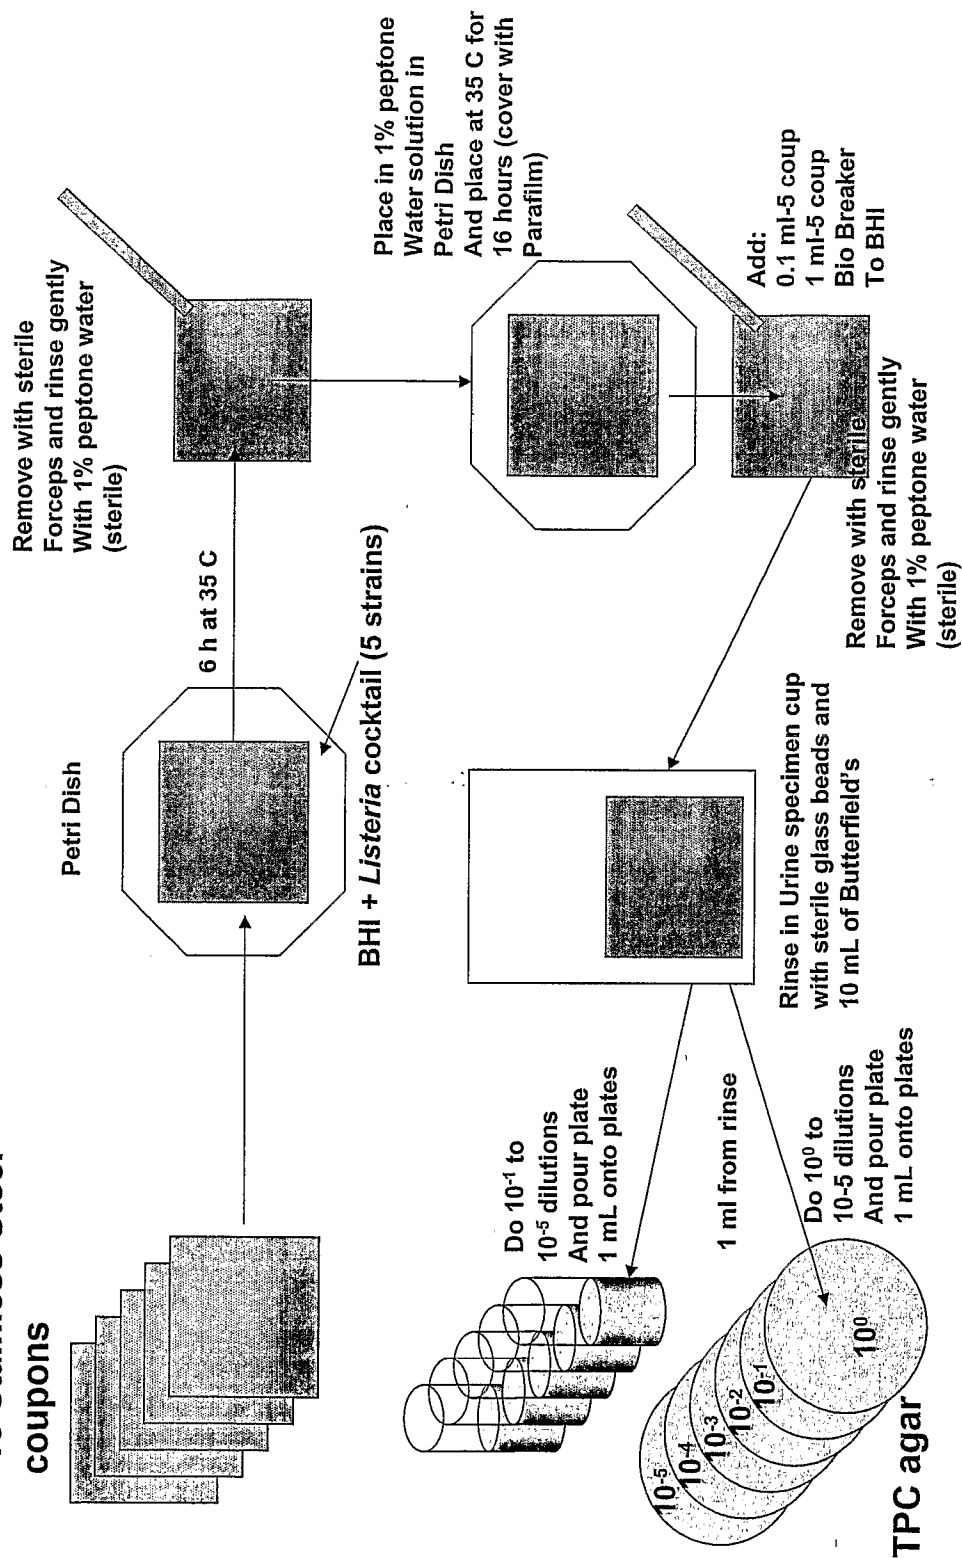 coupons
Petri Dish
BHI + Listeria cocktail (5 strains)
6 h at 35 C
Remove with sterile
Forceps and rinse gently
With 1% peptone water
(sterile)
Place in 1% peptone
Water solution in
Petri Dish
And place at 35 C for
16 hours (cover with
Parafilm)
Add:
0.1 ml-5 coup
1 ml-5 coup
Bio Breaker
To BHI
Remove with sterile
Forceps and rinse gently
With 1% peptone water
(sterile)
Rinse in Urine specimen cup
with sterile glass beads and
10 mL of Butterfield's
Do 10-1 to
10-5 dilutions
And pour plate
1 mL onto plates
1 ml from rinse
Do 10⁰ to
10-5 dilutions
And pour plate
1 mL onto plates
10-5
10-4
10-3
10-2
10-1
10⁰
TPC agar